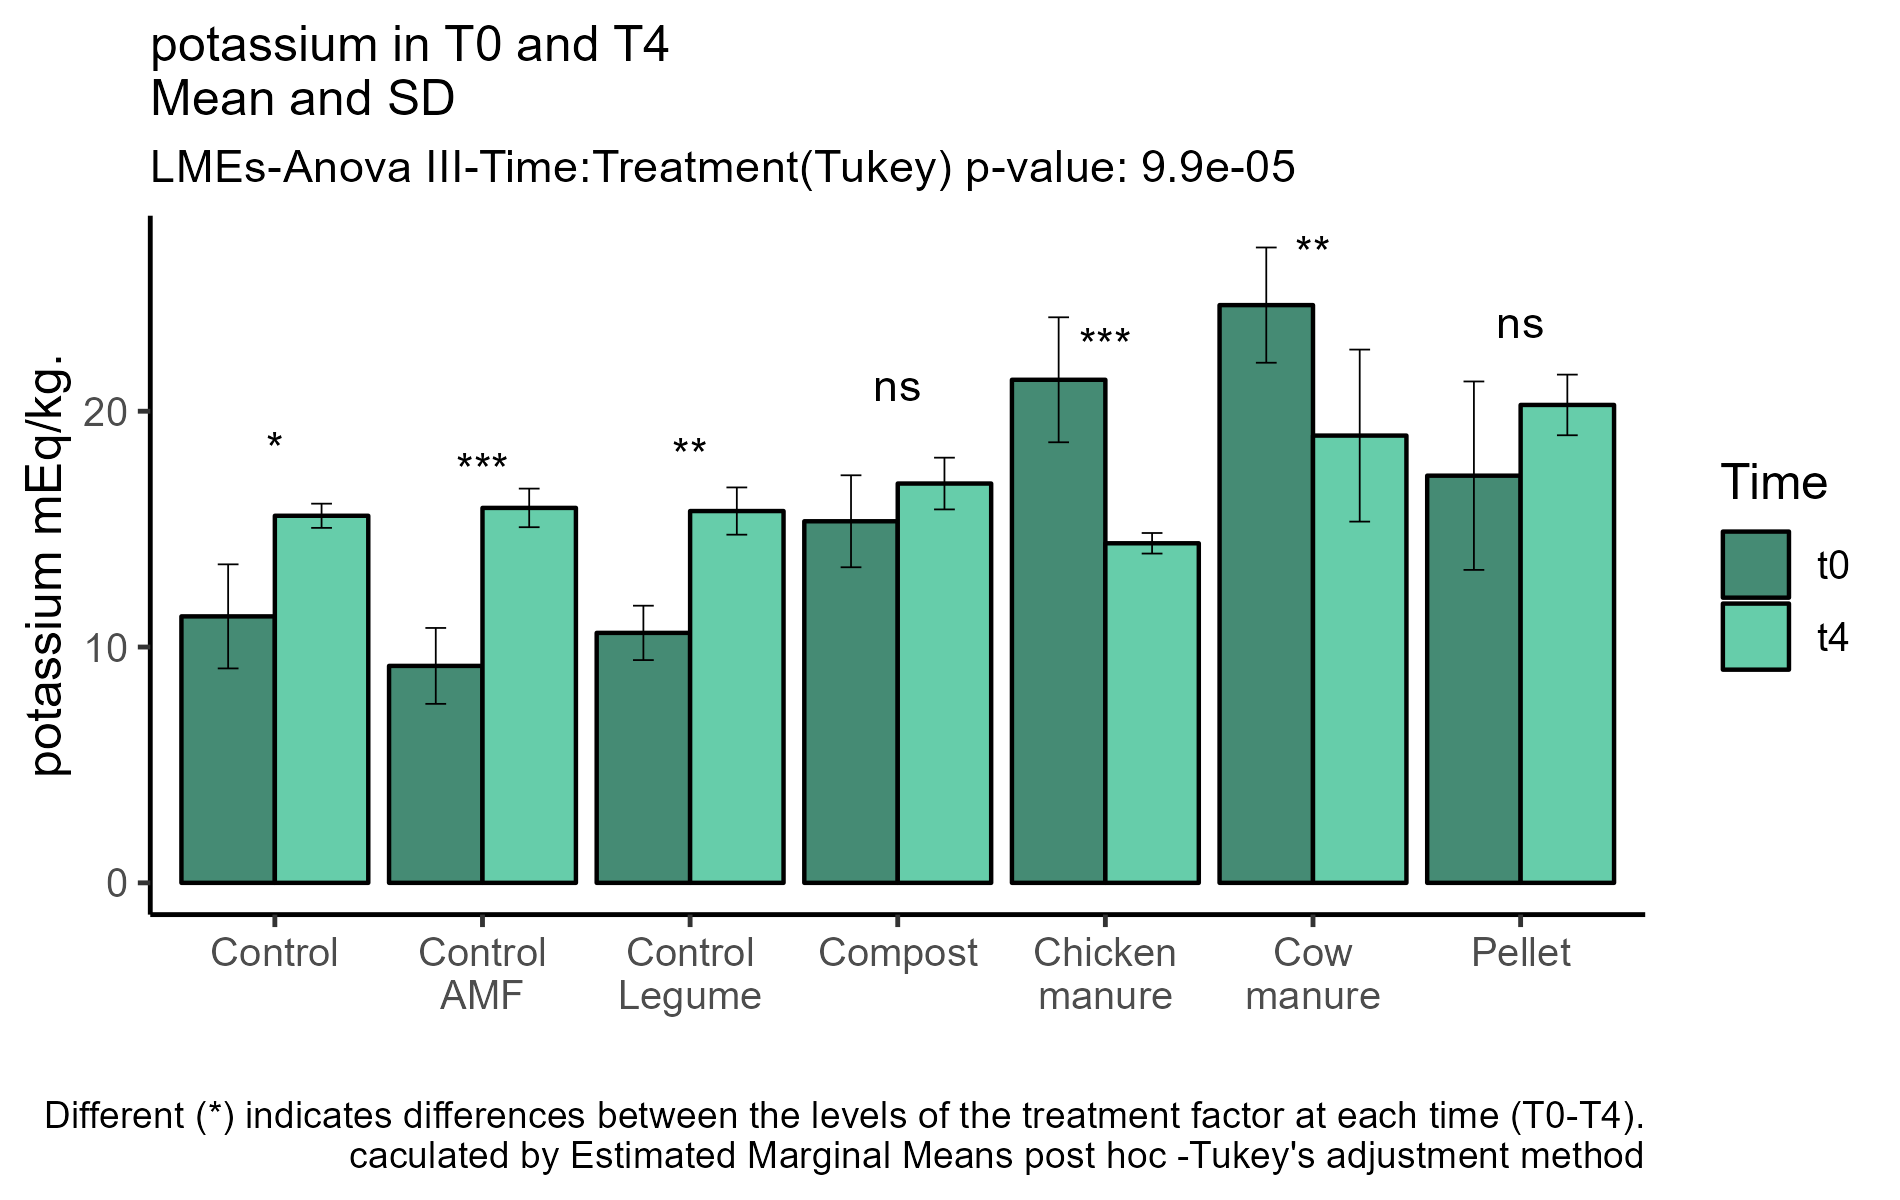 potassium in T0 and T4
Mean and SD
LMEs-Anova III-Time:Treatment(Tukey) p-value: 9.9e-05
potassium mEq/kg.
20
10
0
*
***
**
ns
***
**
ns
Control
Control
AMF
Control
Legume
Compost
Chicken
manure
Cow
manure
Pellet
Time
t0
t4
Different (*) indicates differences between the levels of the treatment factor at each time (T0-T4).
caculated by Estimated Marginal Means post hoc -Tukey's adjustment method